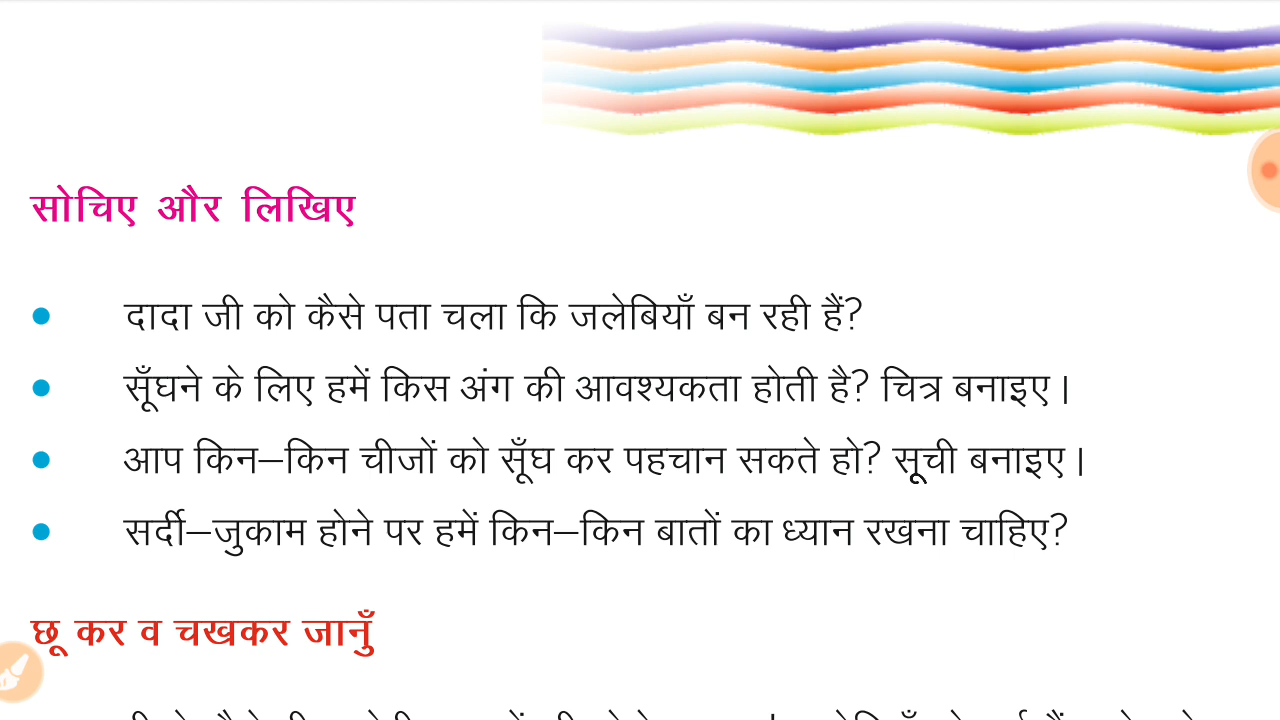 सोचिए और लिखिए
दादा जी को कैसे पता चला कि जलेबियाँ बन रही हैं?
सूँघने के लिए हमें किस अंग की आवश्यकता होती है? चित्र बनाइए।
आप किन–किन चीजों को सूँघ कर पहचान सकते हो? सूची बनाइए।
सर्दी–जुकाम होने पर हमें किन–किन बातों का ध्यान रखना चाहिए?
छू कर व चखकर जानुँ